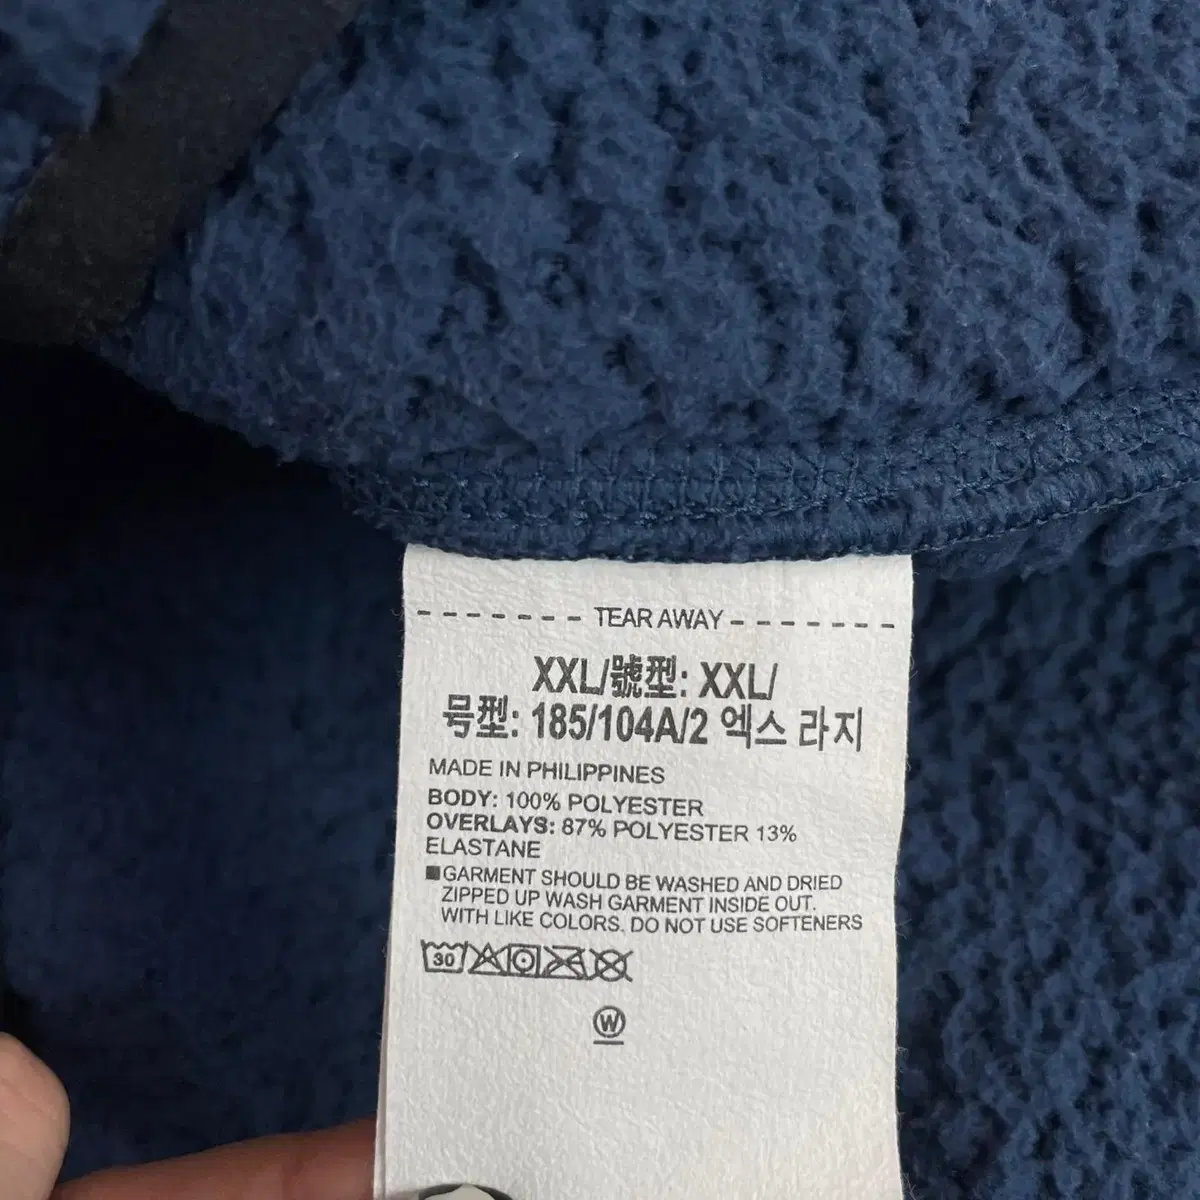 TEAR AWAY
XXL/號型: XXL/
号型: 185/104A/2 엑스 라지
MADE IN PHILIPPINES
BODY: 100% POLYESTER
OVERLAYS: 87% POLYESTER 13%
ELASTANE
■GARMENT SHOULD BE WASHED AND DRIED
ZIPPED UP WASH GARMENT INSIDE OUT.
WITH LIKE COLORS. DO NOT USE SOFTENERS
30
W